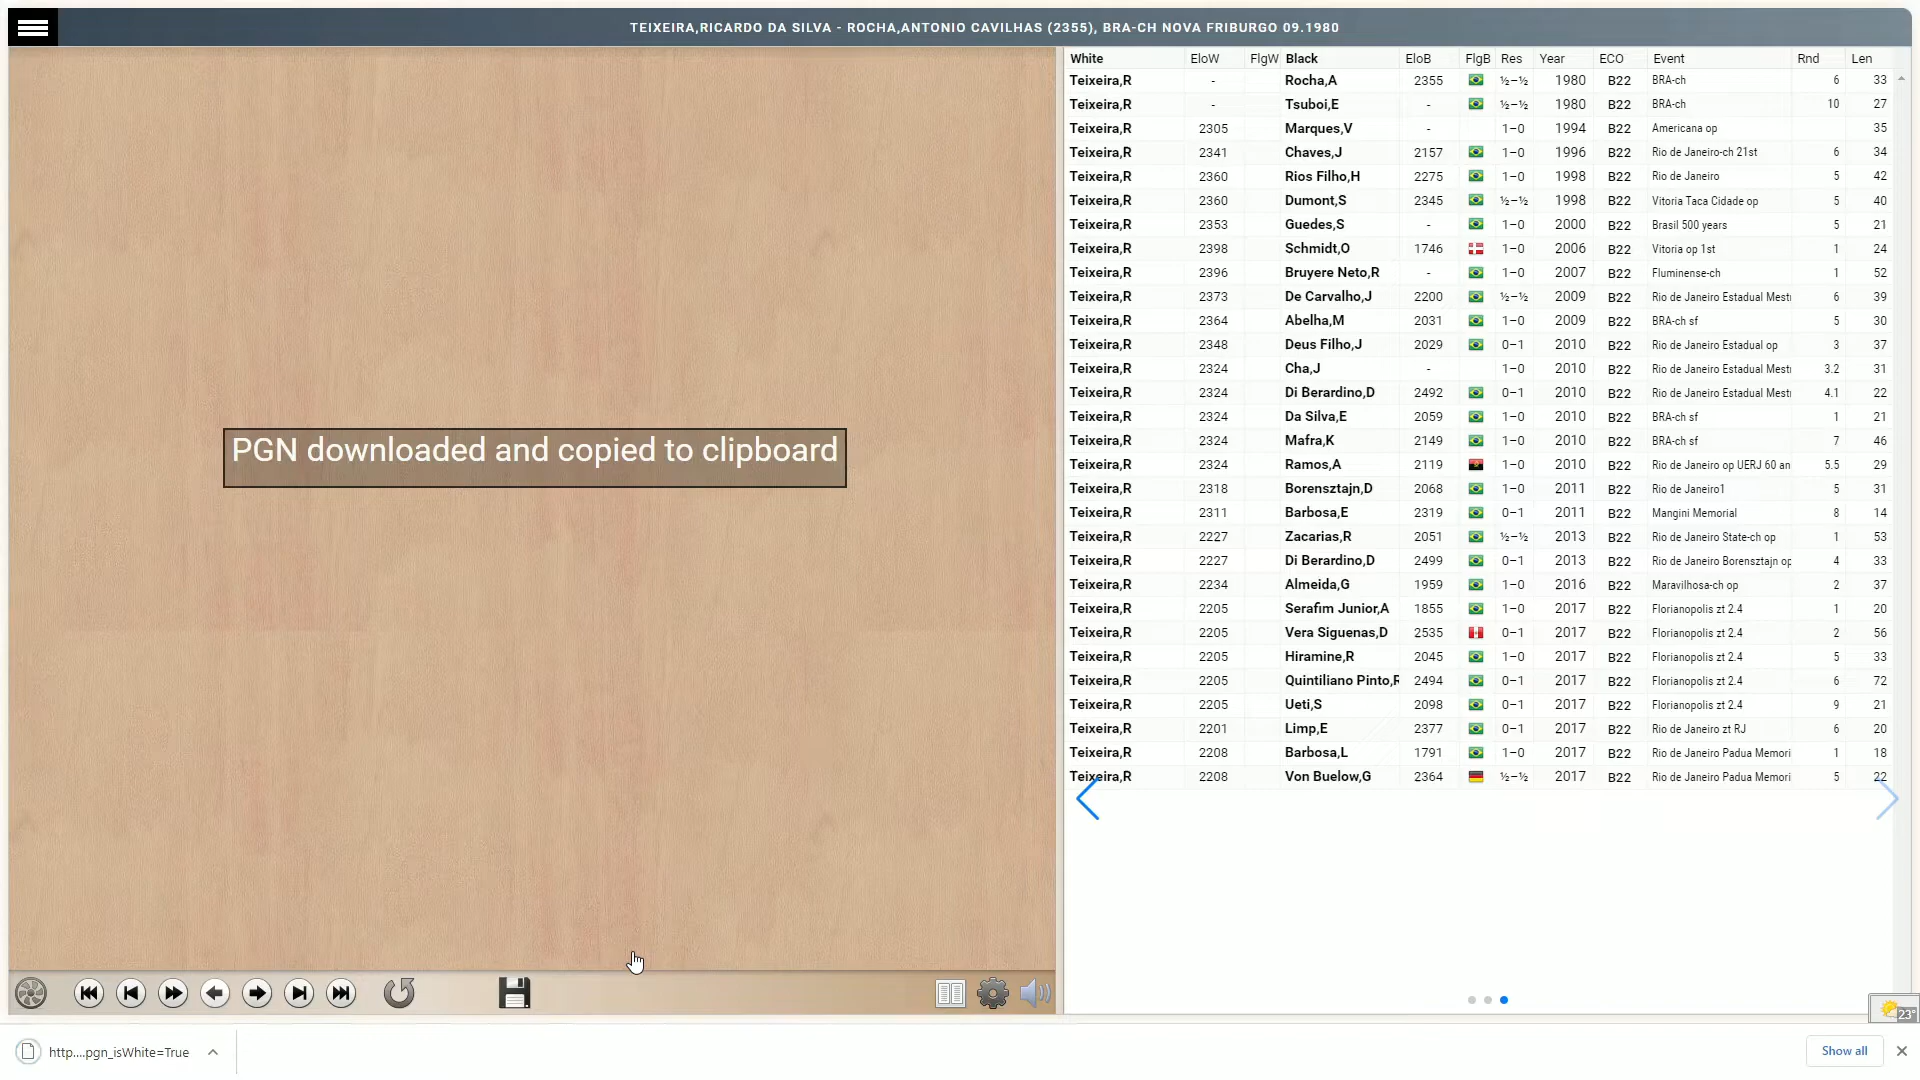 TEIXEIRA,RICARDO DA SILVA - ROCHA,ANTONIO CAVILHAS (2355), BRA-CH NOVA FRIBURGO 09.1980
White EloW FlgW Black EloB FlgB Res Year ECO Event Rnd Len
Teixeira,R - Rocha,A 2355 ½–½ 1980 B22 BRA-ch 6 33
Teixeira,R - Tsuboi,E - ½–½ 1980 B22 BRA-ch 10 27
Teixeira,R 2305 Marques,V - 1–0 1994 B22 Americana op 35
Teixeira,R 2341 Chaves,J 2157 1–0 1996 B22 Rio de Janeiro-ch 21st 6 34
Teixeira,R 2360 Rios Filho,H 2275 1–0 1998 B22 Rio de Janeiro 5 42
Teixeira,R 2360 Dumont,S 2345 ½–½ 1998 B22 Vitoria Taca Cidade op 5 40
Teixeira,R 2353 Guedes,S - 1–0 2000 B22 Brasil 500 years 5 21
Teixeira,R 2398 Schmidt,O 1746 1–0 2006 B22 Vitoria op 1st 1 24
Teixeira,R 2396 Bruyere Neto,R - 1–0 2007 B22 Fluminense-ch 1 52
Teixeira,R 2373 De Carvalho,J 2200 ½–½ 2009 B22 Rio de Janeiro Estadual Mest 6 39
Teixeira,R 2364 Abelha,M 2031 1–0 2009 B22 BRA-ch sf 5 30
Teixeira,R 2348 Deus Filho,J 2029 0–1 2010 B22 Rio de Janeiro Estadual op 3 37
Teixeira,R 2324 Cha,J - 1–0 2010 B22 Rio de Janeiro Estadual Mest 3.2 31
Teixeira,R 2324 Di Berardino,D 2492 0–1 2010 B22 Rio de Janeiro Estadual Mest 4.1 22
Teixeira,R 2324 Da Silva,E 2059 1–0 2010 B22 BRA-ch sf 1 21
Teixeira,R 2324 Mafra,K 2149 1–0 2010 B22 BRA-ch sf 7 46
Teixeira,R 2324 Ramos,A 2119 1–0 2010 B22 Rio de Janeiro op UERJ 60 an 5.5 29
Teixeira,R 2318 Borensztajn,D 2068 1–0 2011 B22 Rio de Janeiro1 5 31
Teixeira,R 2311 Barbosa,E 2319 0–1 2011 B22 Mangini Memorial 8 14
Teixeira,R 2227 Zacarias,R 2051 ½–½ 2013 B22 Rio de Janeiro State-ch op 1 53
Teixeira,R 2227 Di Berardino,D 2499 0–1 2013 B22 Rio de Janeiro Borensztajn op 4 33
Teixeira,R 2234 Almeida,G 1959 1–0 2016 B22 Maravilhosa-ch op 2 37
Teixeira,R 2205 Serafim Junior,A 1855 1–0 2017 B22 Florianopolis zt 2.4 1 20
Teixeira,R 2205 Vera Siguenas,D 2535 0–1 2017 B22 Florianopolis zt 2.4 2 56
Teixeira,R 2205 Hiramine,R 2045 1–0 2017 B22 Florianopolis zt 2.4 5 33
Teixeira,R 2205 Quintiliano Pinto,R 2494 0–1 2017 B22 Florianopolis zt 2.4 6 72
Teixeira,R 2205 Ueti,S 2098 0–1 2017 B22 Florianopolis zt 2.4 9 21
Teixeira,R 2201 Limp,E 2377 0–1 2017 B22 Rio de Janeiro zt RJ 6 20
Teixeira,R 2208 Barbosa,L 1791 1–0 2017 B22 Rio de Janeiro Padua Memori 1 18
Teixeira,R 2208 Von Buelow,G 2364 ½–½ 2017 B22 Rio de Janeiro Padua Memori 5 22
PGN downloaded and copied to clipboard
23°
http....pgn_isWhite=True
Show all